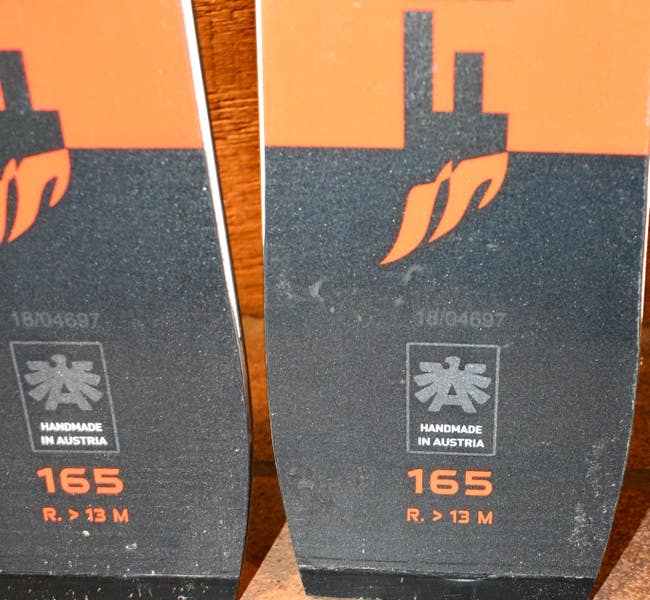 18/04697
HANDMADE
IN AUSTRIA
165
R. > 13 M
18/04697
HANDMADE
IN AUSTRIA
165
R. > 13 M